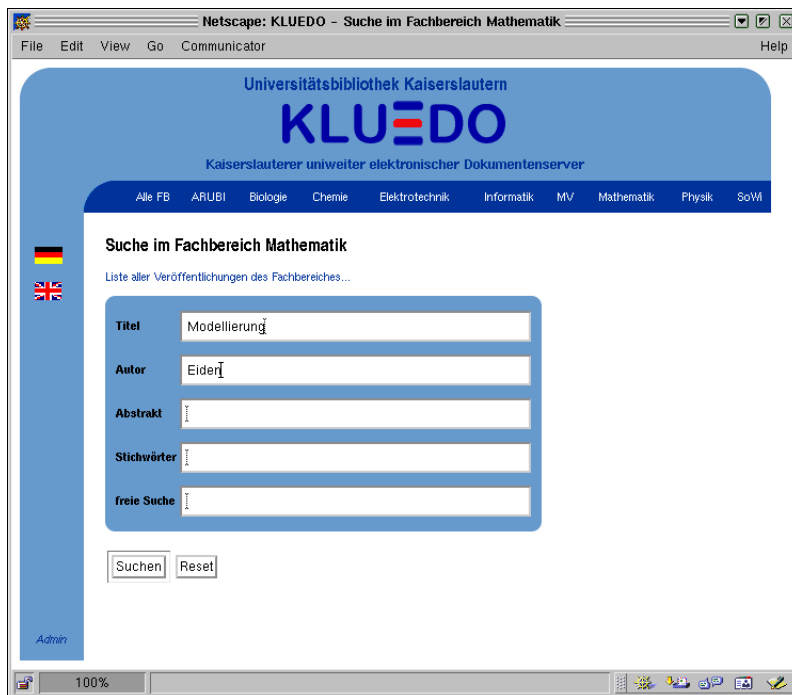 Netscape: KLUEDO - Suche im Fachbereich Mathematik
File Edit View Go Communicator Help
Universitätsbibliothek Kaiserslautern
KLUEDO
Kaiserslauterer uniweiter elektronischer Dokumentenserver
Alle FB ARUBI Biologie Chemie Elektrotechnik Informatik MV Mathematik Physik SoWi
Suche im Fachbereich Mathematik
Liste aller Veröffentlichungen des Fachbereiches...
Titel Modellierung
Autor Eiden
Abstrakt
Stichwörter
freie Suche
Suchen Reset
Admin
100%